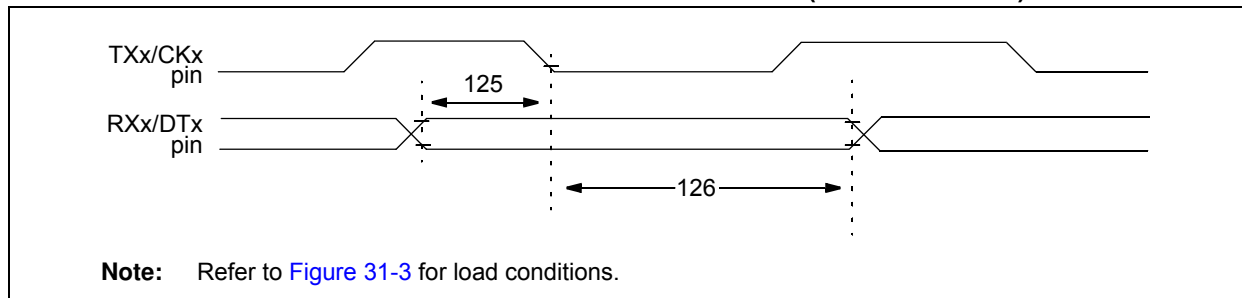 TXx/CKx
pin
125
RXx/DTx
pin
126
Note: Refer to Figure 31-3 for load conditions.